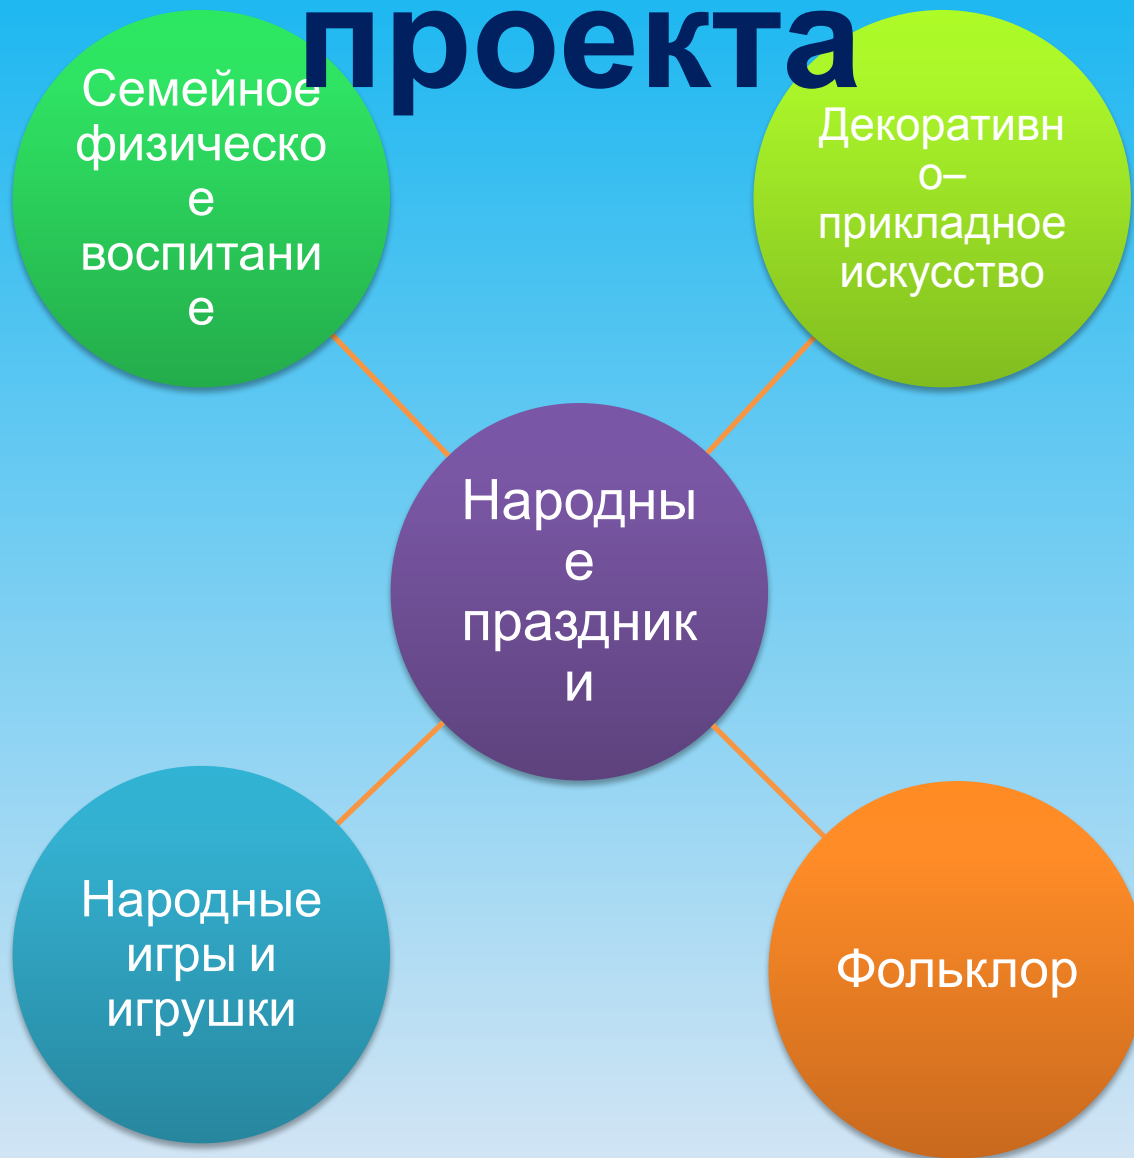 проекта
Семейное
физическо
е
воспитани
е
Декоративн
о–
прикладное
искусство
Народны
е
праздник
и
Народные
игры и
игрушки
Фольклор